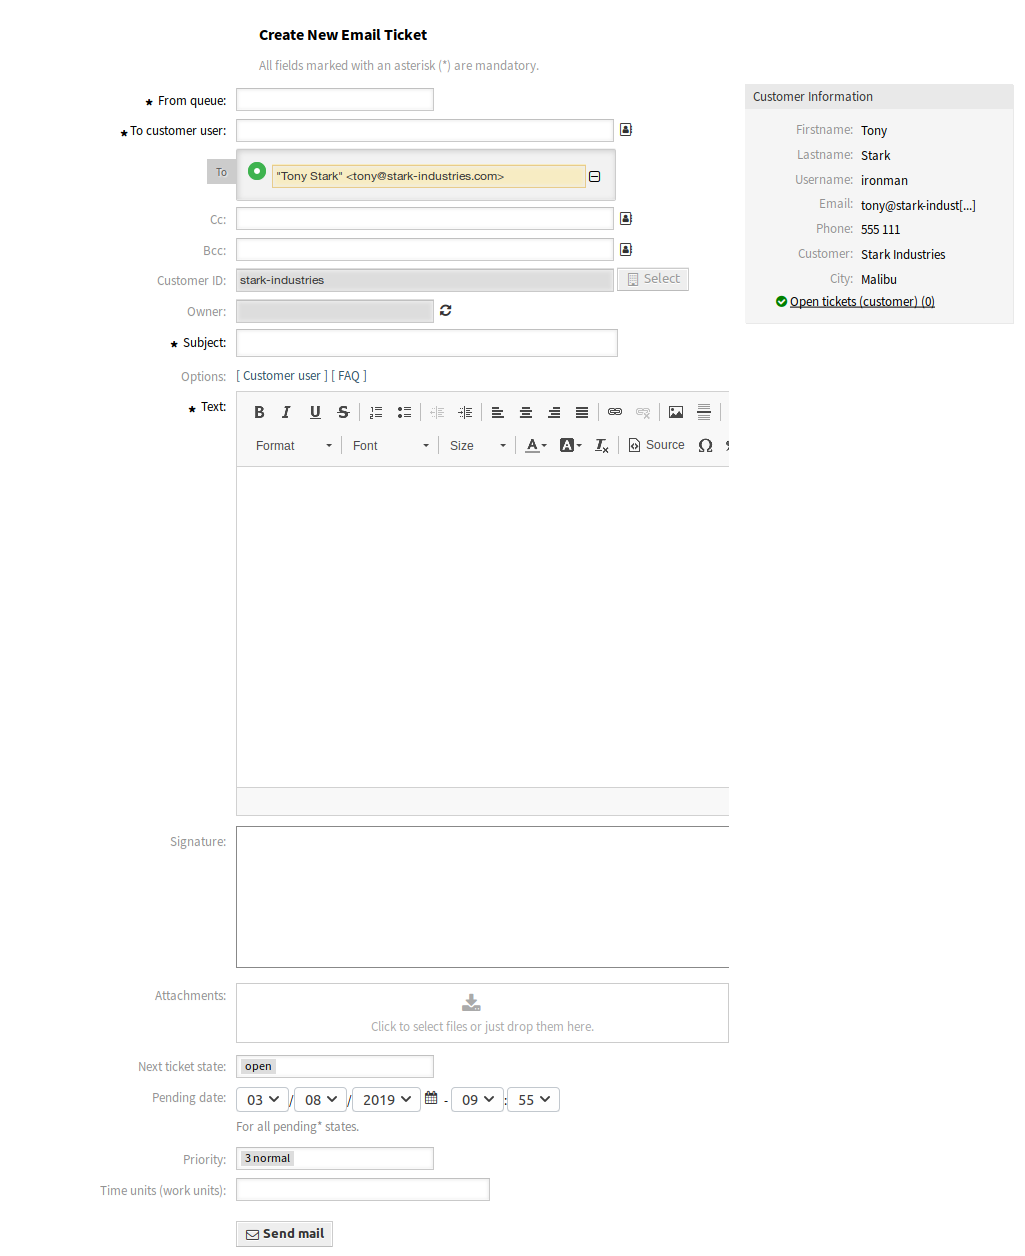 Create New Email Ticket
All fields marked with an asterisk (*) are mandatory.
* From queue:
* To customer user:
To "Tony Stark" <tony@stark-industries.com>
Cc:
Bcc:
Customer ID: stark-industries Select
Owner:
* Subject:
Options: [ Customer user ] [ FAQ ]
* Text:
B I U S
Format Font Size A A Tx Source Ω
Signature:
Attachments:
Click to select files or just drop them here.
Next ticket state: open
Pending date: 03 / 08 / 2019 - 09 : 55
For all pending* states.
Priority: 3 normal
Time units (work units):
Send mail
Customer Information
Firstname: Tony
Lastname: Stark
Username: ironman
Email: tony@stark-indust[...]
Phone: 555 111
Customer: Stark Industries
City: Malibu
Open tickets (customer) (0)